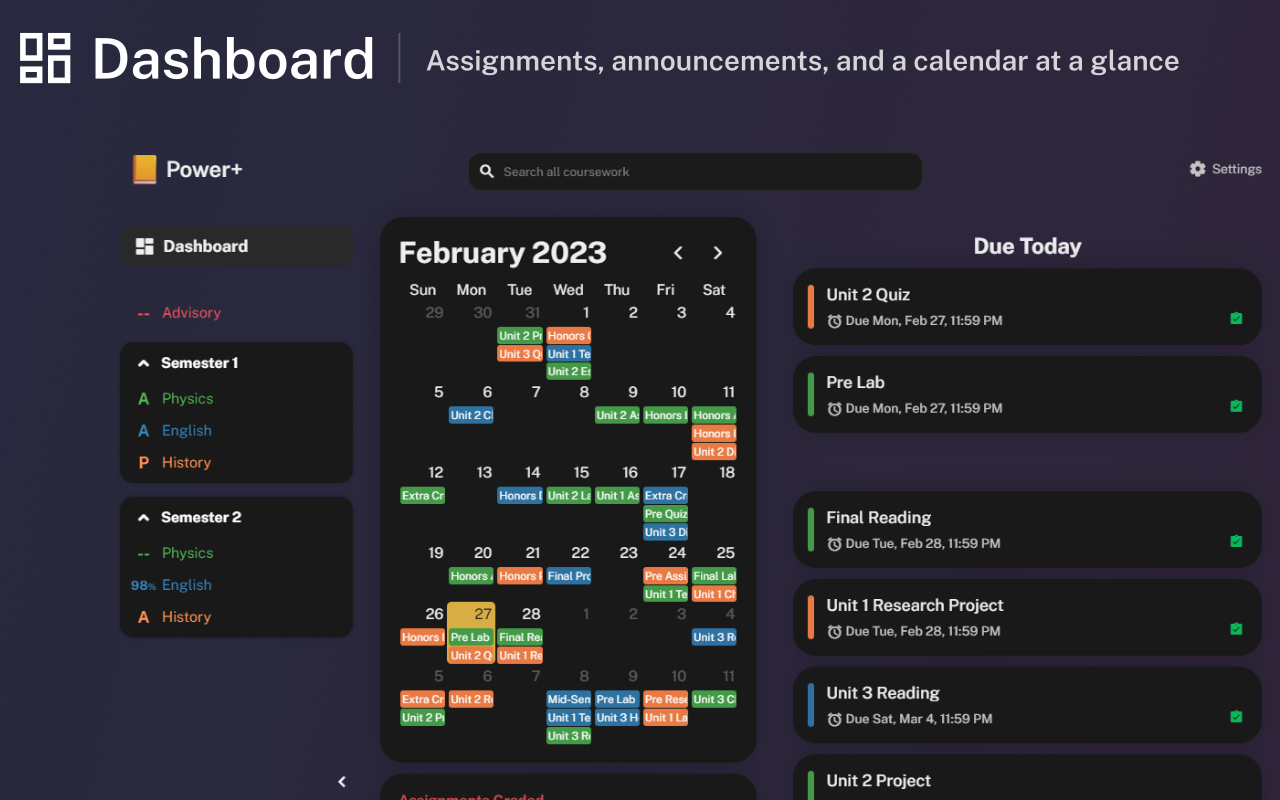 Dashboard
Assignments, announcements, and a calendar at a glance
Power+
Search all coursework
Settings
Dashboard
-- Advisory
Semester 1
A Physics
A English
P History
Semester 2
-- Physics
98% English
A History
February 2023
Sun Mon Tue Wed Thu Fri Sat
29 30 31 1 2 3 4
Unit 2 Pr Honors
Unit 3 Q Unit 1 Te
Unit 2 Es
5 6 7 8 9 10 11
Unit 2 C Unit 2 A Honors Honors
Honors
Unit 2 D
12 13 14 15 16 17 18
Extra Cr Honors Unit 2 La Unit 1 As Extra Cr
Pre Quiz
Unit 3 Di
19 20 21 22 23 24 25
Honors Honors Final Pro Pre Assi Final Lab
Unit 1 Te Unit 1 Ch
26 27 28 1 2 3 4
Honors Pre Lab Final Rea Unit 3 R
Unit 2 Q Unit 1 Re
5 6 7 8 9 10 11
Extra Cr Unit 2 R Mid-Sem Pre Lab Pre Rese Unit 3 C
Unit 2 Pr Unit 1 Te Unit 3 H Unit 1 La
Unit 3 R
Assignments Graded
Due Today
Unit 2 Quiz
Due Mon, Feb 27, 11:59 PM
Pre Lab
Due Mon, Feb 27, 11:59 PM
Final Reading
Due Tue, Feb 28, 11:59 PM
Unit 1 Research Project
Due Tue, Feb 28, 11:59 PM
Unit 3 Reading
Due Sat, Mar 4, 11:59 PM
Unit 2 Project